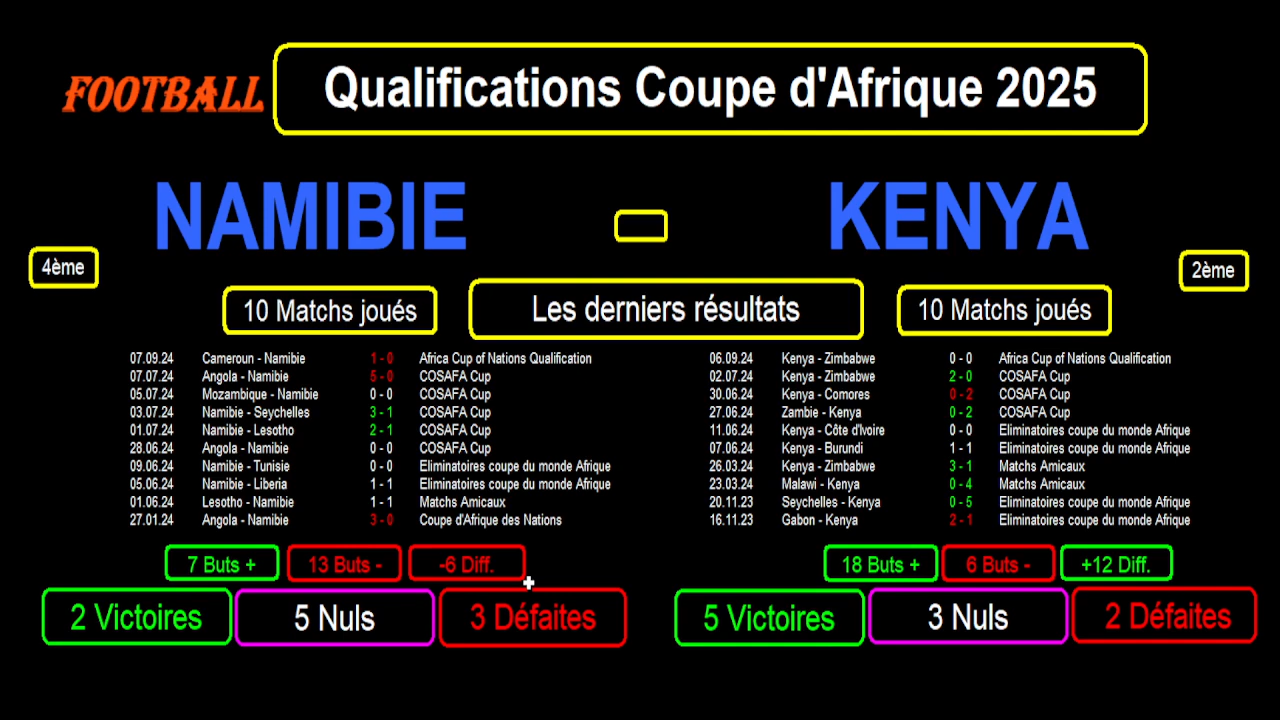 FOOTBALL
Qualifications Coupe d'Afrique 2025
NAMIBIE
KENYA
4ème
2ème
10 Matchs joués
Les derniers résultats
10 Matchs joués
07.09.24 Cameroun - Namibie 1 - 0 Africa Cup of Nations Qualification
07.07.24 Angola - Namibie 5 - 0 COSAFA Cup
05.07.24 Mozambique - Namibie 0 - 0 COSAFA Cup
03.07.24 Namibie - Seychelles 3 - 1 COSAFA Cup
01.07.24 Namibie - Lesotho 2 - 1 COSAFA Cup
28.06.24 Angola - Namibie 0 - 0 COSAFA Cup
09.06.24 Namibie - Tunisie 0 - 0 Eliminatoires coupe du monde Afrique
05.06.24 Namibie - Liberia 1 - 1 Eliminatoires coupe du monde Afrique
01.06.24 Lesotho - Namibie 1 - 1 Matchs Amicaux
27.01.24 Angola - Namibie 3 - 0 Coupe d'Afrique des Nations
06.09.24 Kenya - Zimbabwe 0 - 0 Africa Cup of Nations Qualification
02.07.24 Kenya - Zimbabwe 2 - 0 COSAFA Cup
30.06.24 Kenya - Comores 0 - 2 COSAFA Cup
27.06.24 Zambie - Kenya 0 - 2 COSAFA Cup
11.06.24 Kenya - Côte d'Ivoire 0 - 0 Eliminatoires coupe du monde Afrique
07.06.24 Kenya - Burundi 1 - 1 Eliminatoires coupe du monde Afrique
26.03.24 Kenya - Zimbabwe 3 - 1 Matchs Amicaux
23.03.24 Malawi - Kenya 0 - 4 Matchs Amicaux
20.11.23 Seychelles - Kenya 0 - 5 Eliminatoires coupe du monde Afrique
16.11.23 Gabon - Kenya 2 - 1 Eliminatoires coupe du monde Afrique
7 Buts +
13 Buts -
-6 Diff.
18 Buts +
6 Buts -
+12 Diff.
2 Victoires
5 Nuls
3 Défaites
5 Victoires
3 Nuls
2 Défaites